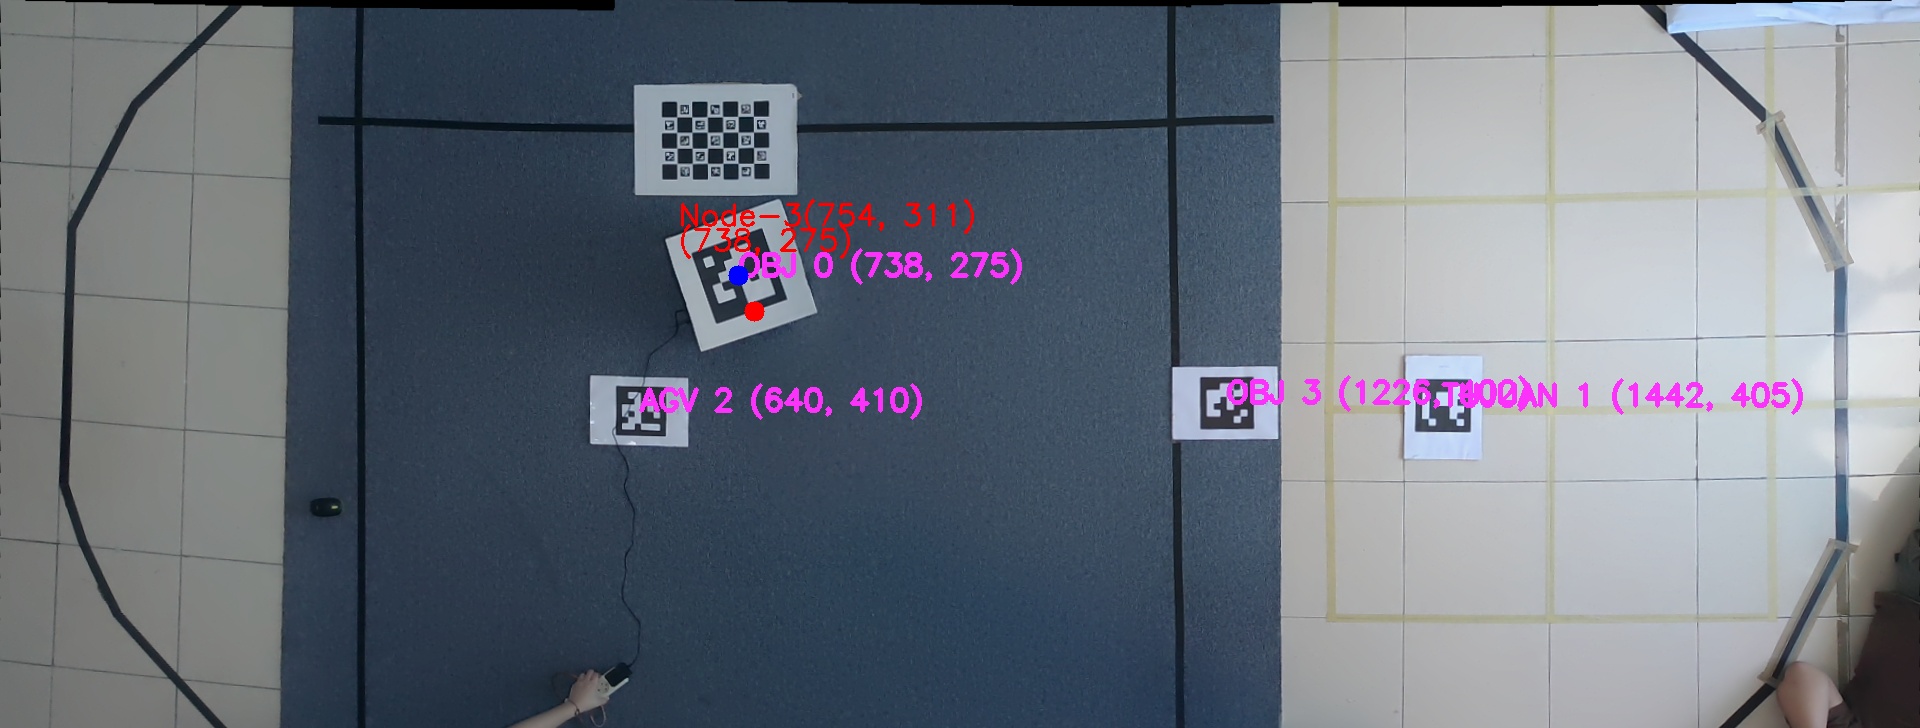 Node-3(754, 311)
(738, 275)
OBJ 0 (738, 275)
AGV 2 (640, 410)
OBJ 3 (1226, 400)
1 (1442, 405)